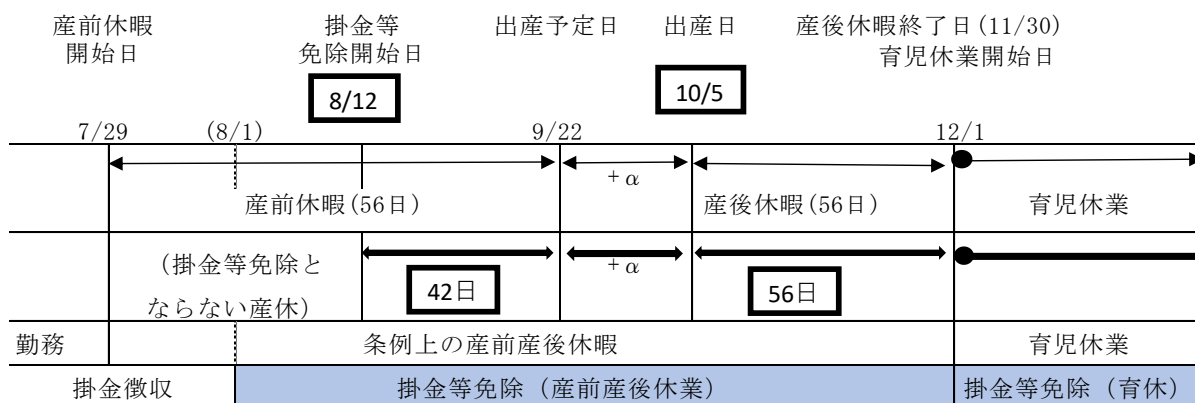 産前休暇
開始日
掛金等
免除開始日
出産予定日
出産日
産後休暇終了日(11/30)
育児休業開始日
8/12
10/5
7/29
(8/1)
9/22
12/1
+α
産前休暇(56日)
産後休暇(56日)
育児休業
(掛金等免除と
ならない産休)
42日
+α
56日
勤務
条例上の産前産後休暇
育児休業
掛金徴収
掛金等免除(産前産後休業)
掛金等免除(育休)